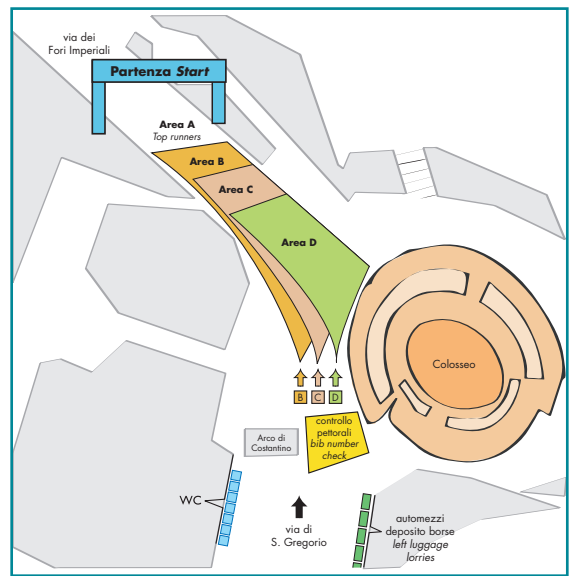 via dei
Fori Imperiali
Partenza Start
Area A
Top runners
Area B
Area C
Area D
Colosseo
B
C
D
controllo
pettorali
bib number
check
Arco di
Costantino
WC
via di
S. Gregorio
automezzi
deposito borse
left luggage
lorries